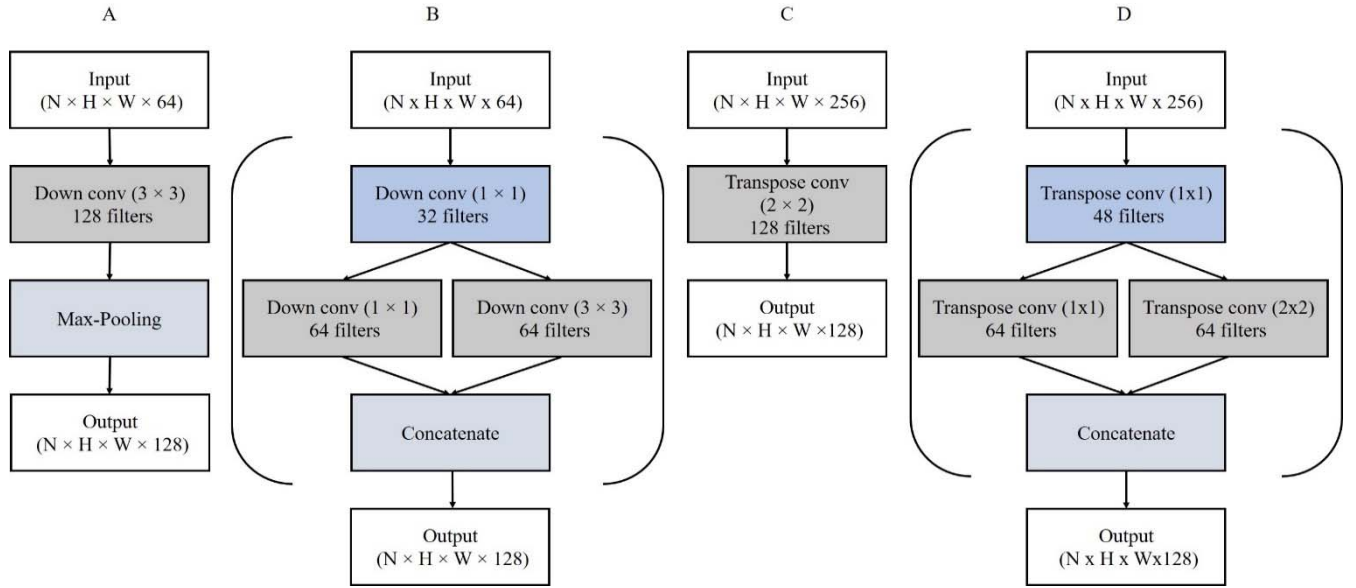 A
Input
(N × H × W × 64)
Down conv (3 × 3)
128 filters
Max-Pooling
Output
(N × H × W × 128)
B
Input
(N x H x W x 64)
Down conv (1 × 1)
32 filters
Down conv (1 × 1)
64 filters
Down conv (3 × 3)
64 filters
Concatenate
Output
(N × H × W × 128)
C
Input
(N × H × W × 256)
Transpose conv
(2 × 2)
128 filters
Output
(N × H × W ×128)
D
Input
(N x H x W x 256)
Transpose conv (1x1)
48 filters
Transpose conv (1x1)
64 filters
Transpose conv (2x2)
64 filters
Concatenate
Output
(N x H x Wx128)